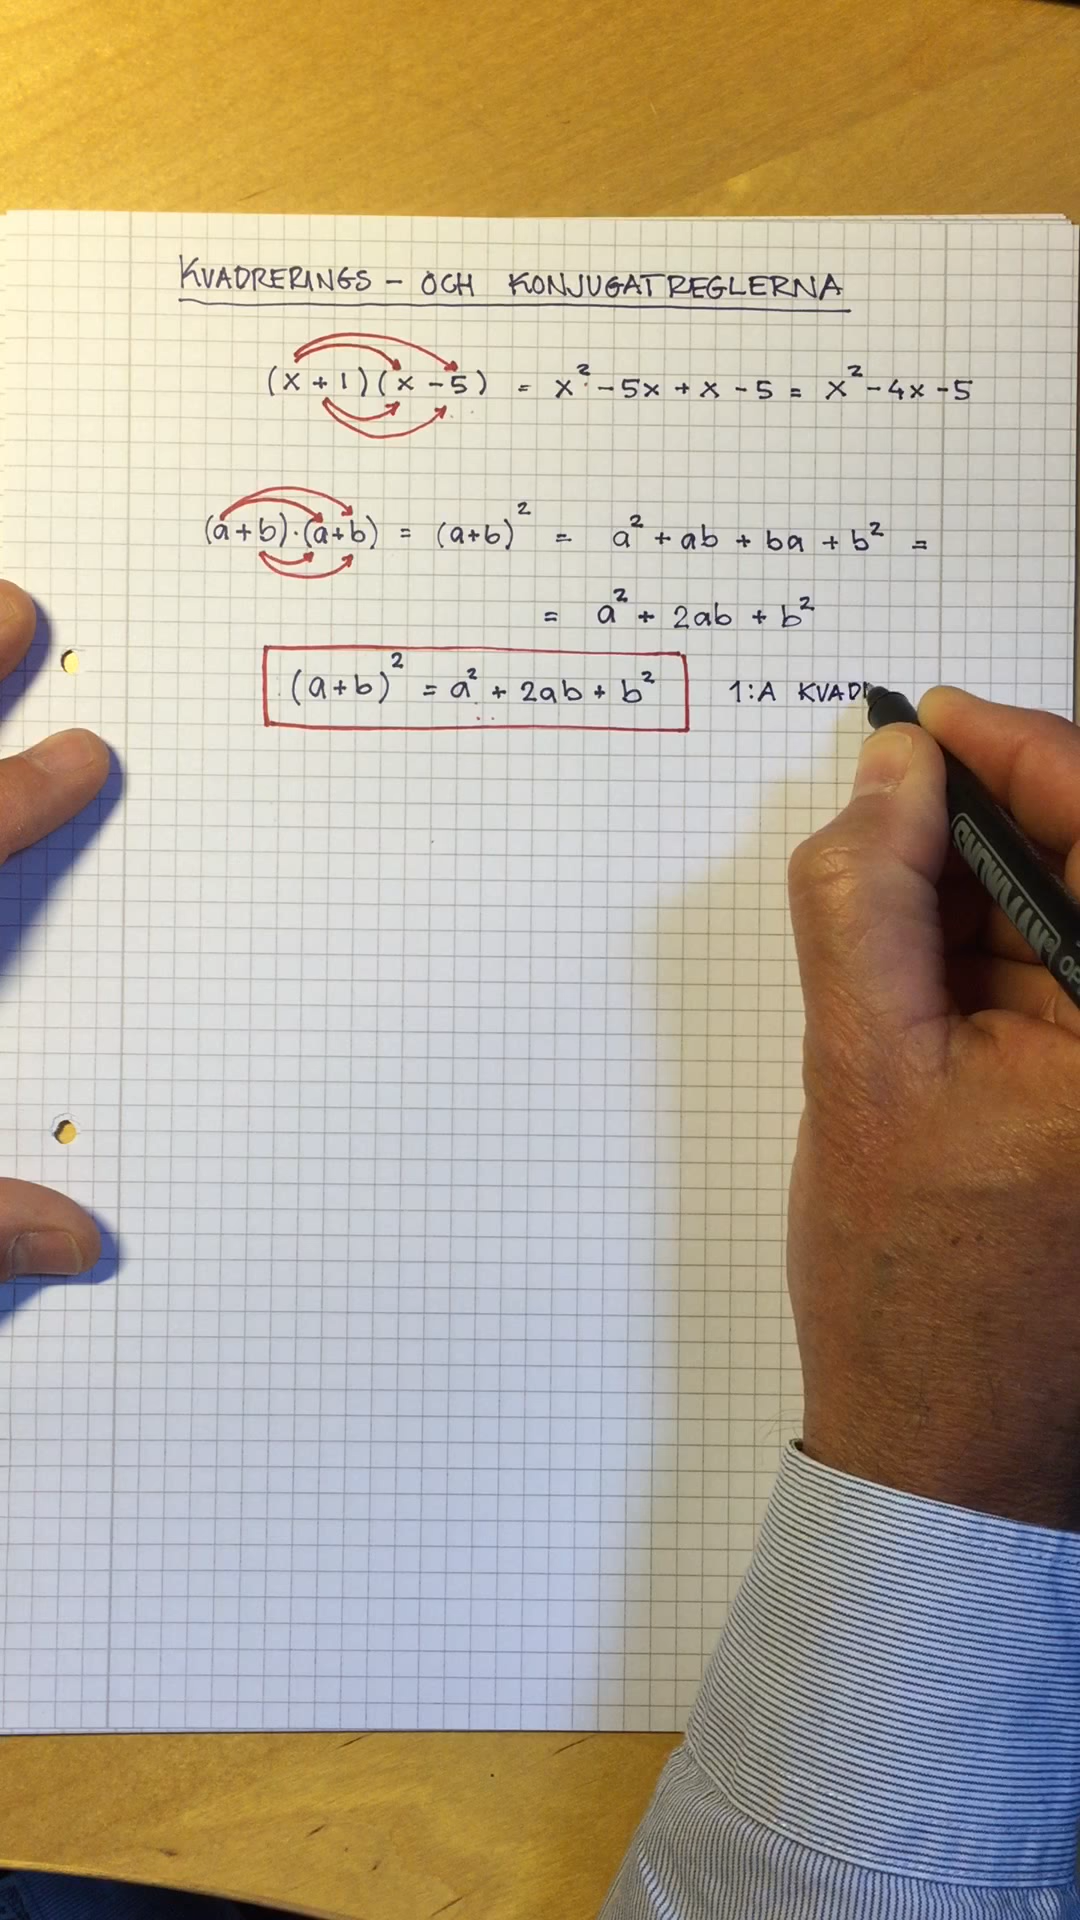 KVADRERINGS- OCH KONJUGATREGLERNA
(x+1)(x-5) = x² - 5x + x - 5 = x² - 4x - 5
(a+b)·(a+b) = (a+b)² = a² + ab + ba + b² =
= a² + 2ab + b²
(a+b)² = a² + 2ab + b² 1:A KVAD